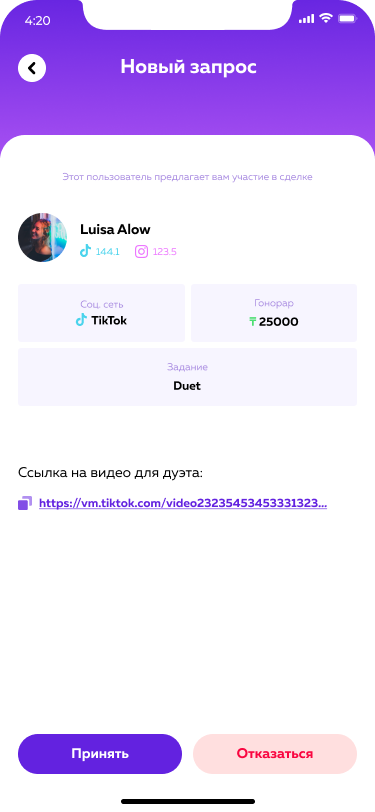 4:20
Новый запрос
Этот пользователь предлагает вам участие в сделке
Luisa Alow
144.1 123.5
Соц. сеть
TikTok
Гонорар
₸ 25000
Задание
Duet
Ссылка на видео для дуэта:
https://vm.tiktok.com/video23235453453331323...
Принять
Отказаться